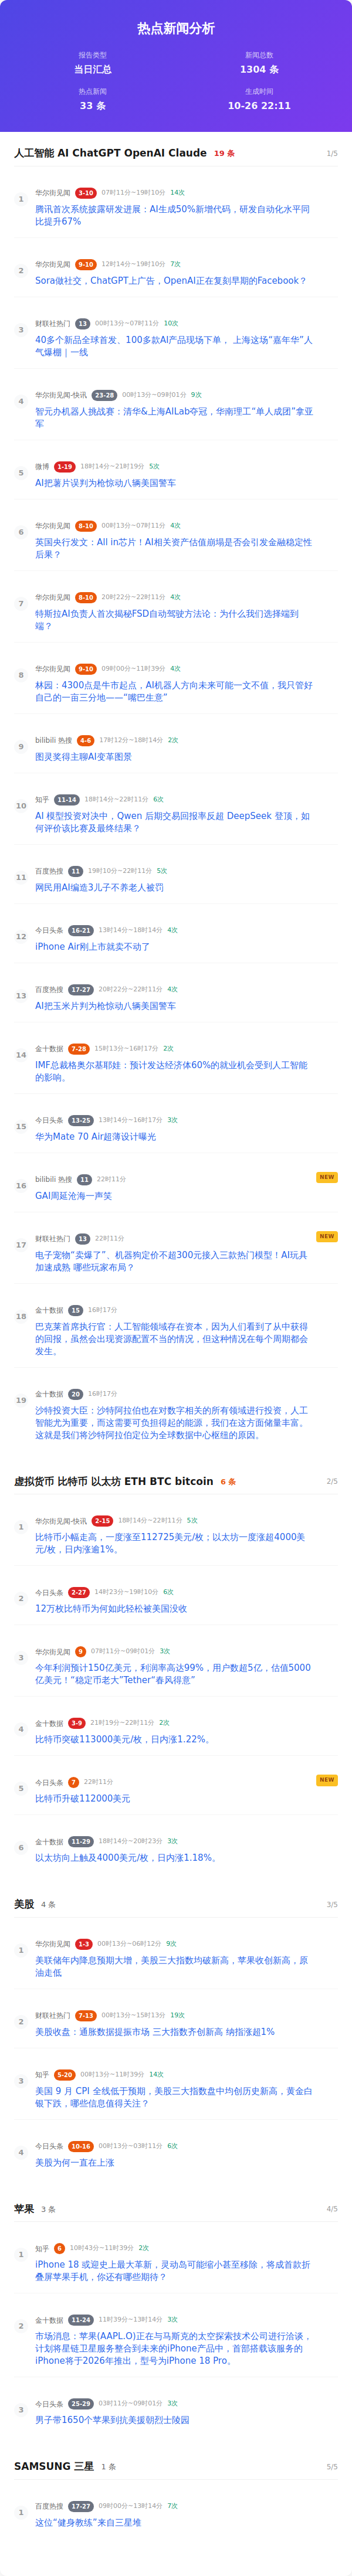 热点新闻分析
报告类型
当日汇总
新闻总数
1304 条
热点新闻
33 条
生成时间
10-26 22:11
人工智能 AI ChatGPT OpenAI Claude 19 条 1/5
1 华尔街见闻 3-10 07时11分~19时10分 14次
腾讯首次系统披露研发进展：AI生成50%新增代码，研发自动化水平同
比提升67%
2 华尔街见闻 9-10 12时14分~19时10分 7次
Sora做社交，ChatGPT上广告，OpenAI正在复刻早期的Facebook？
3 财联社热门 13 00时13分~07时11分 10次
40多个新品全球首发、100多款AI产品现场下单， 上海这场“嘉年华”人
气爆棚｜一线
4 华尔街见闻-快讯 23-28 00时13分~09时01分 9次
智元办机器人挑战赛：清华&上海AILab夺冠，华南理工“单人成团”拿亚
军
5 微博 1-19 18时14分~21时19分 5次
AI把薯片误判为枪惊动八辆美国警车
6 华尔街见闻 8-10 00时13分~07时11分 4次
英国央行发文：All in芯片！AI相关资产估值崩塌是否会引发金融稳定性
后果？
7 华尔街见闻 8-10 20时22分~22时11分 4次
特斯拉AI负责人首次揭秘FSD自动驾驶方法论：为什么我们选择端到
端？
8 华尔街见闻 9-10 09时00分~11时39分 4次
林园：4300点是牛市起点，AI机器人方向未来可能一文不值，我只管好
自己的一亩三分地——“嘴巴生意”
9 bilibili 热搜 4-6 17时12分~18时14分 2次
图灵奖得主聊AI变革图景
10 知乎 11-14 18时14分~22时11分 6次
AI 模型投资对决中，Qwen 后期交易回报率反超 DeepSeek 登顶，如
何评价该比赛及最终结果？
11 百度热搜 11 19时10分~22时11分 5次
网民用AI编造3儿子不养老人被罚
12 今日头条 16-21 13时14分~18时14分 4次
iPhone Air刚上市就卖不动了
13 百度热搜 17-27 20时22分~22时11分 4次
AI把玉米片判为枪惊动八辆美国警车
14 金十数据 7-28 15时13分~16时17分 2次
IMF总裁格奥尔基耶娃：预计发达经济体60%的就业机会受到人工智能
的影响。
15 今日头条 13-25 13时14分~16时17分 3次
华为Mate 70 Air超薄设计曝光
16 bilibili 热搜 11 22时11分 NEW
GAI周延沧海一声笑
17 财联社热门 13 22时11分 NEW
电子宠物“卖爆了”、机器狗定价不超300元接入三款热门模型！AI玩具
加速成熟 哪些玩家布局？
18 金十数据 15 16时17分
巴克莱首席执行官：人工智能领域存在资本，因为人们看到了从中获得
的回报，虽然会出现资源配置不当的情况，但这种情况在每个周期都会
发生。
19 金十数据 20 16时17分
沙特投资大臣：沙特阿拉伯也在对数字相关的所有领域进行投资，人工
智能尤为重要，而这需要可负担得起的能源，我们在这方面储量丰富。
这就是我们将沙特阿拉伯定位为全球数据中心枢纽的原因。
虚拟货币 比特币 以太坊 ETH BTC bitcoin 6 条 2/5
1 华尔街见闻-快讯 2-15 18时14分~22时11分 5次
比特币小幅走高，一度涨至112725美元/枚；以太坊一度涨超4000美
元/枚，日内涨逾1%。
2 今日头条 2-27 14时23分~19时10分 6次
12万枚比特币为何如此轻松被美国没收
3 华尔街见闻 9 07时11分~09时01分 3次
今年利润预计150亿美元，利润率高达99%，用户数超5亿，估值5000
亿美元！“稳定币老大”Tether“春风得意”
4 金十数据 3-9 21时19分~22时11分 2次
比特币突破113000美元/枚，日内涨1.22%。
5 今日头条 7 22时11分 NEW
比特币升破112000美元
6 金十数据 11-29 18时14分~20时23分 3次
以太坊向上触及4000美元/枚，日内涨1.18%。
美股 4 条 3/5
1 华尔街见闻 1-3 00时13分~06时12分 9次
美联储年内降息预期大增，美股三大指数均破新高，苹果收创新高，原
油走低
2 财联社热门 7-13 00时13分~15时13分 19次
美股收盘：通胀数据提振市场 三大指数齐创新高 纳指涨超1%
3 知乎 5-20 00时13分~11时39分 14次
美国 9 月 CPI 全线低于预期，美股三大指数盘中均创历史新高，黄金白
银下跌，哪些信息值得关注？
4 今日头条 10-16 00时13分~03时11分 6次
美股为何一直在上涨
苹果 3 条 4/5
1 知乎 6 10时43分~11时39分 2次
iPhone 18 或迎史上最大革新，灵动岛可能缩小甚至移除，将成首款折
叠屏苹果手机，你还有哪些期待？
2 金十数据 11-24 11时39分~13时14分 3次
市场消息：苹果(AAPL.O)正在与马斯克的太空探索技术公司进行洽谈，
计划将星链卫星服务整合到未来的iPhone产品中，首部搭载该服务的
iPhone将于2026年推出，型号为iPhone 18 Pro。
3 今日头条 25-29 03时11分~09时01分 3次
男子带1650个苹果到抗美援朝烈士陵园
SAMSUNG 三星 1 条 5/5
1 百度热搜 17-27 09时00分~13时14分 7次
这位“健身教练”来自三星堆